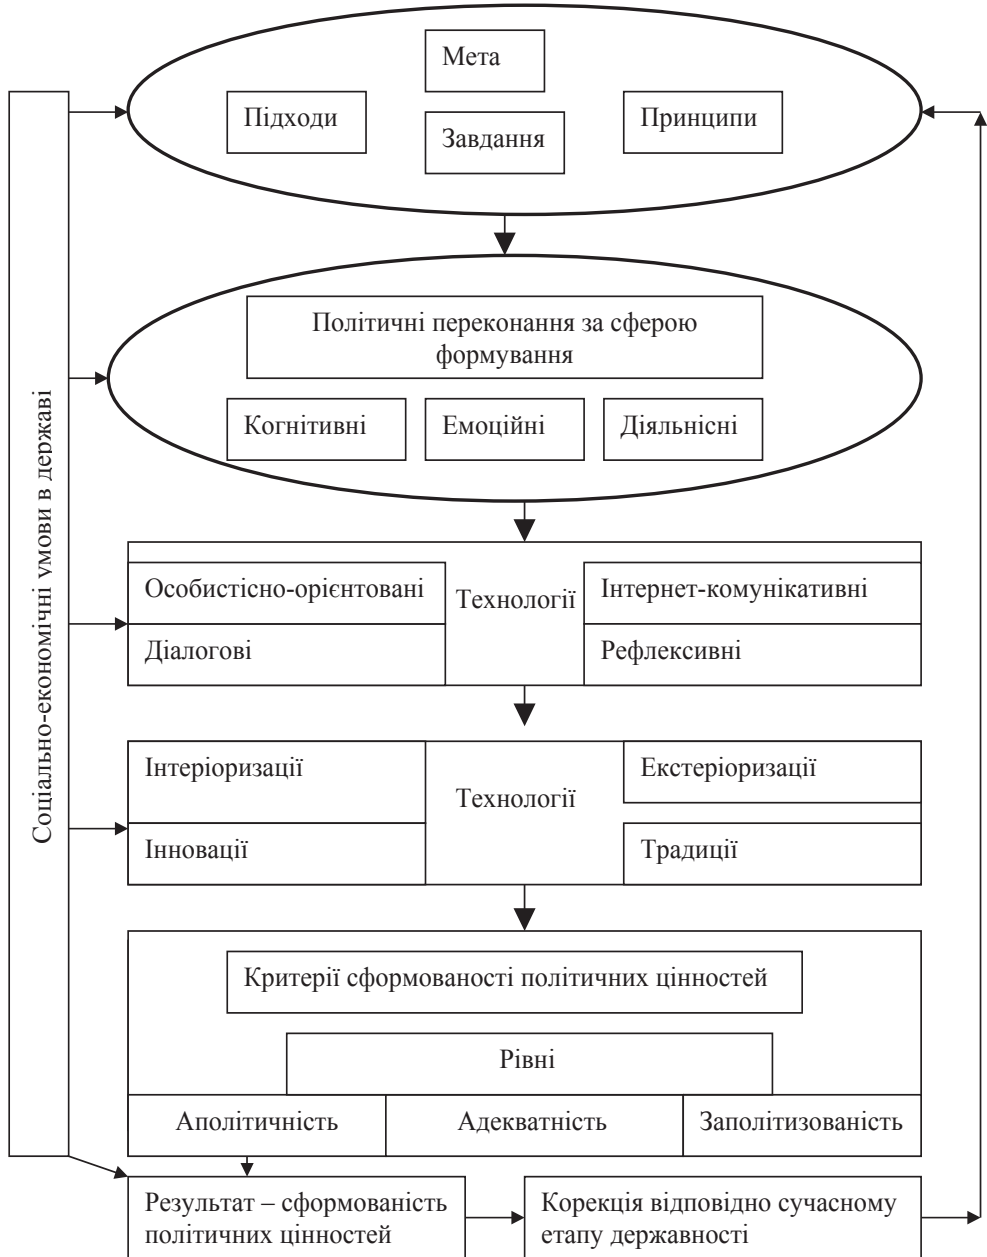 Мета
Підходи
Завдання
Принципи
Політичні переконання за сферою
формування
Когнітивні
Емоційні
Діяльнісні
Соціально-економічні умови в державі
Особистісно-орієнтовані
Технології
Інтернет-комунікативні
Діалогові
Рефлексивні
Інтеріоризації
Технології
Екстеріоризації
Інновації
Традиції
Критерії сформованості політичних цінностей
Рівні
Аполітичність
Адекватність
Заполітизованість
Результат – сформованість
політичних цінностей
Корекція відповідно сучасному
етапу державності